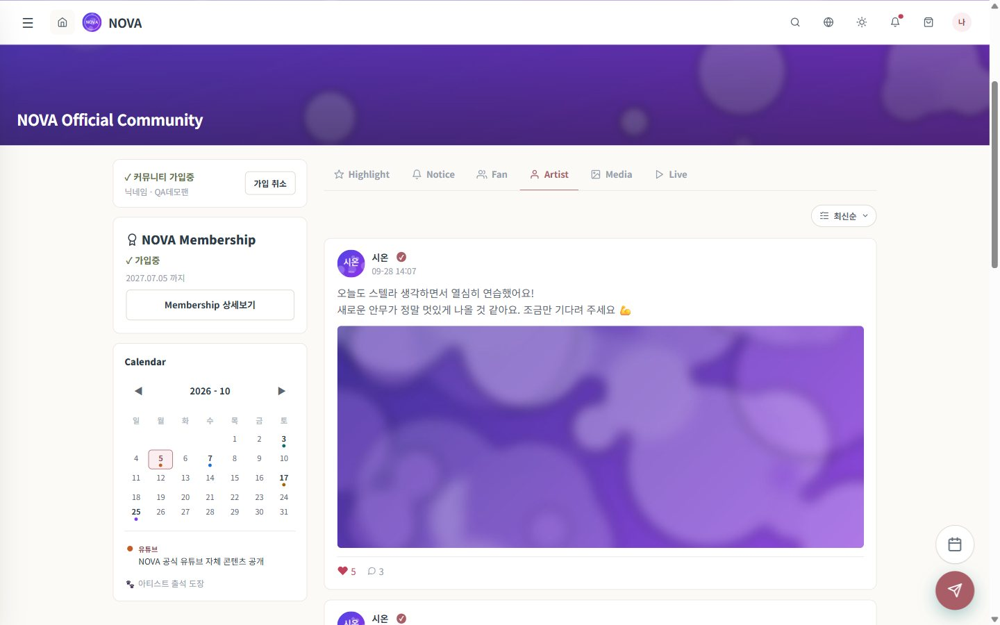 NOVA
NOVA
나
NOVA Official Community
✓ 커뮤니티 가입중
닉네임 · QA데모팬
가입 취소
NOVA Membership
✓ 가입중
2027.07.05 까지
Membership 상세보기
Calendar
◀ 2026 - 10 ▶
일 월 화 수 목 금 토
1 2 3
4 5 6 7 8 9 10
11 12 13 14 15 16 17
18 19 20 21 22 23 24
25 26 27 28 29 30 31
유튜브
NOVA 공식 유튜브 자체 콘텐츠 공개
아티스트 출석 도장
Highlight Notice Fan Artist Media Live
최신순
시온
시온
09-28 14:07
오늘도 스텔라 생각하면서 열심히 연습했어요!
새로운 안무가 정말 멋있게 나올 것 같아요. 조금만 기다려 주세요 💪
5 3
시온
시온